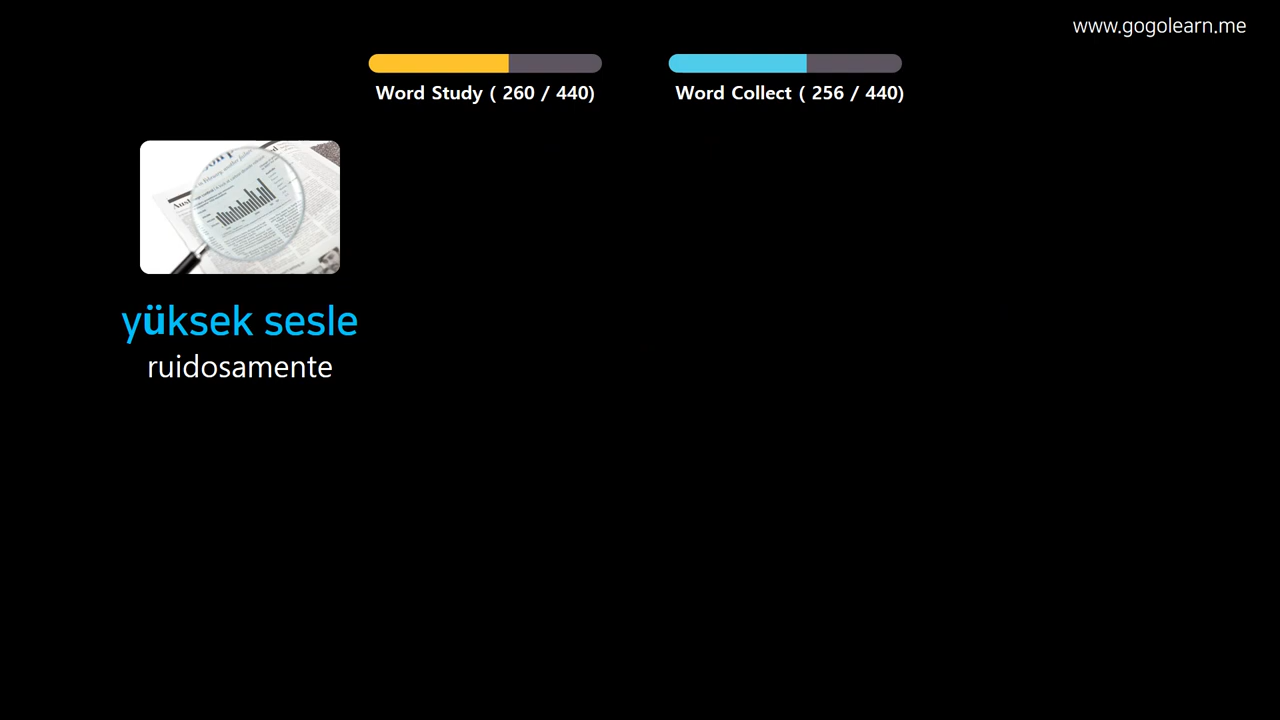 www.gogolearn.me
Word Study ( 260 / 440)
Word Collect ( 256 / 440)
yüksek sesle
ruidosamente